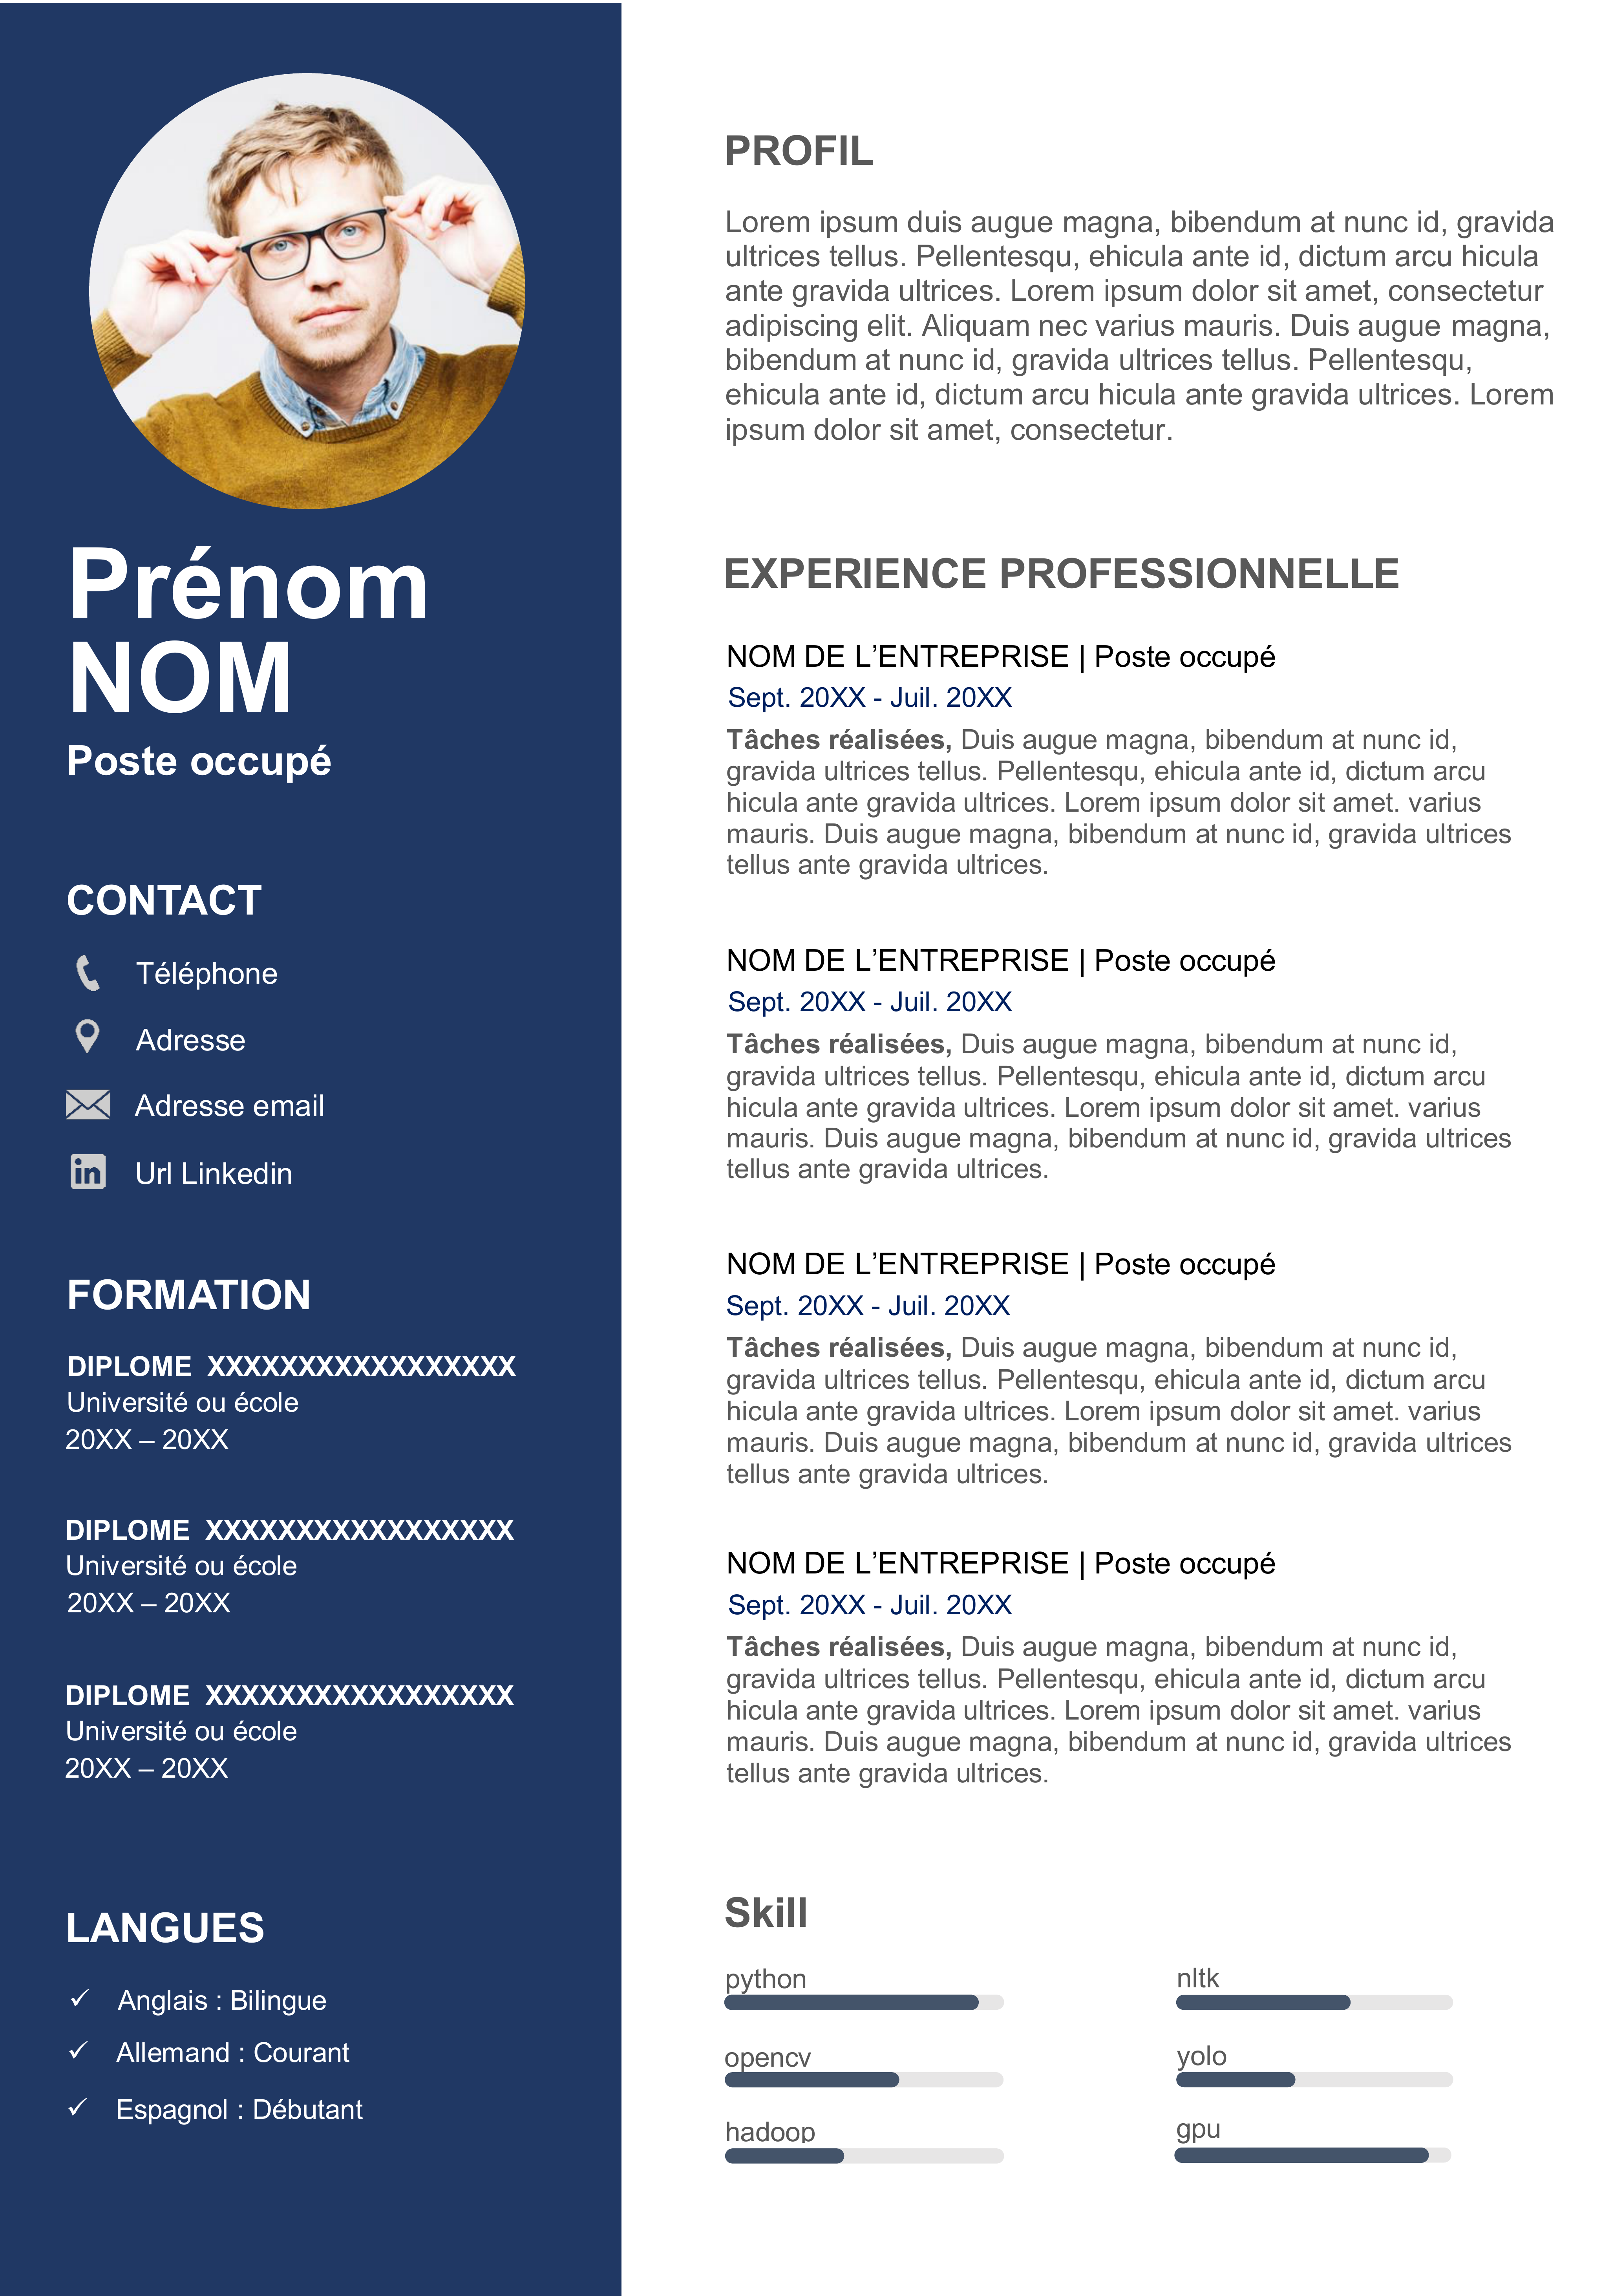 Prénom
NOM
Poste occupé
CONTACT
Téléphone
Adresse
Adresse email
in
Url Linkedin
FORMATION
DIPLOME  XXXXXXXXXXXXXXXXX
Université ou école
20XX – 20XX
DIPLOME  XXXXXXXXXXXXXXXXX
Université ou école
20XX – 20XX
DIPLOME  XXXXXXXXXXXXXXXXX
Université ou école
20XX – 20XX
LANGUES
Anglais : Bilingue
Allemand : Courant
Espagnol : Débutant
PROFIL
Lorem ipsum duis augue magna, bibendum at nunc id, gravida
ultrices tellus. Pellentesqu, ehicula ante id, dictum arcu hicula
ante gravida ultrices. Lorem ipsum dolor sit amet, consectetur
adipiscing elit. Aliquam nec varius mauris. Duis augue magna,
bibendum at nunc id, gravida ultrices tellus. Pellentesqu,
ehicula ante id, dictum arcu hicula ante gravida ultrices. Lorem
ipsum dolor sit amet, consectetur.
EXPERIENCE PROFESSIONNELLE
NOM DE L’ENTREPRISE | Poste occupé
Sept. 20XX - Juil. 20XX
Tâches réalisées, Duis augue magna, bibendum at nunc id,
gravida ultrices tellus. Pellentesqu, ehicula ante id, dictum arcu
hicula ante gravida ultrices. Lorem ipsum dolor sit amet. varius
mauris. Duis augue magna, bibendum at nunc id, gravida ultrices
tellus ante gravida ultrices.
NOM DE L’ENTREPRISE | Poste occupé
Sept. 20XX - Juil. 20XX
Tâches réalisées, Duis augue magna, bibendum at nunc id,
gravida ultrices tellus. Pellentesqu, ehicula ante id, dictum arcu
hicula ante gravida ultrices. Lorem ipsum dolor sit amet. varius
mauris. Duis augue magna, bibendum at nunc id, gravida ultrices
tellus ante gravida ultrices.
NOM DE L’ENTREPRISE | Poste occupé
Sept. 20XX - Juil. 20XX
Tâches réalisées, Duis augue magna, bibendum at nunc id,
gravida ultrices tellus. Pellentesqu, ehicula ante id, dictum arcu
hicula ante gravida ultrices. Lorem ipsum dolor sit amet. varius
mauris. Duis augue magna, bibendum at nunc id, gravida ultrices
tellus ante gravida ultrices.
NOM DE L’ENTREPRISE | Poste occupé
Sept. 20XX - Juil. 20XX
Tâches réalisées, Duis augue magna, bibendum at nunc id,
gravida ultrices tellus. Pellentesqu, ehicula ante id, dictum arcu
hicula ante gravida ultrices. Lorem ipsum dolor sit amet. varius
mauris. Duis augue magna, bibendum at nunc id, gravida ultrices
tellus ante gravida ultrices.
Skill
python
nltk
opencv
yolo
hadoop
gpu